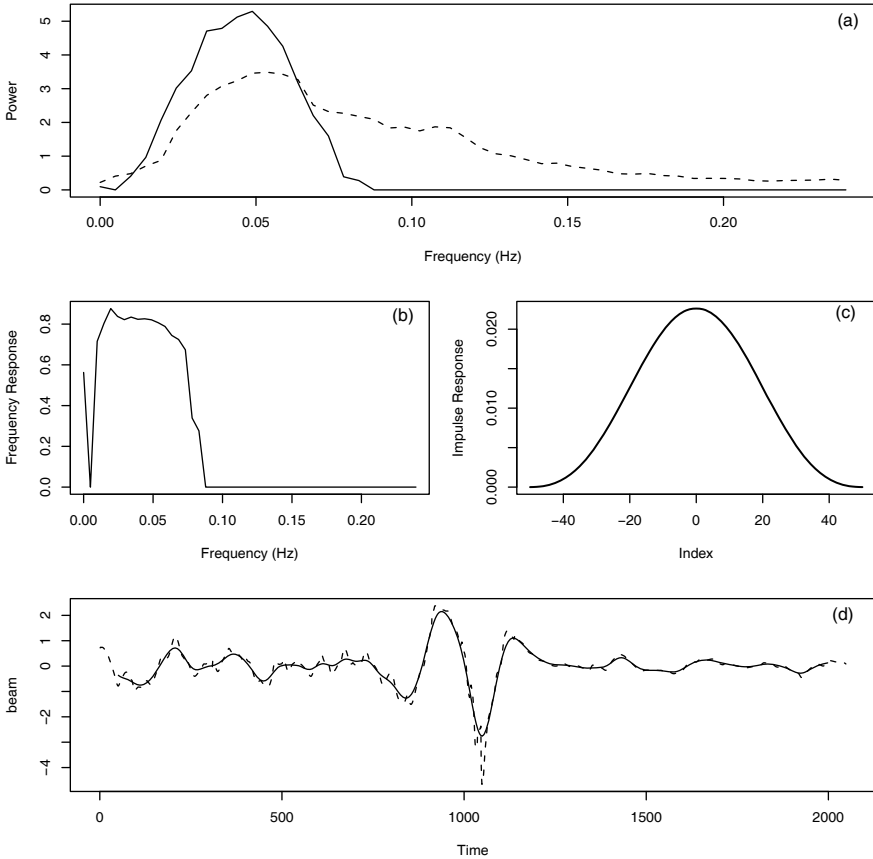 (a)
Power
0 1 2 3 4 5
0.00 0.05 0.10 0.15 0.20
Frequency (Hz)
(b)
Frequency Response
0.0 0.2 0.4 0.6 0.8
0.00 0.05 0.10 0.15 0.20
Frequency (Hz)
(c)
Impulse Response
0.000 0.010 0.020
−40 −20 0 20 40
Index
(d)
beam
−4 −2 0 1 2
0 500 1000 1500 2000
Time